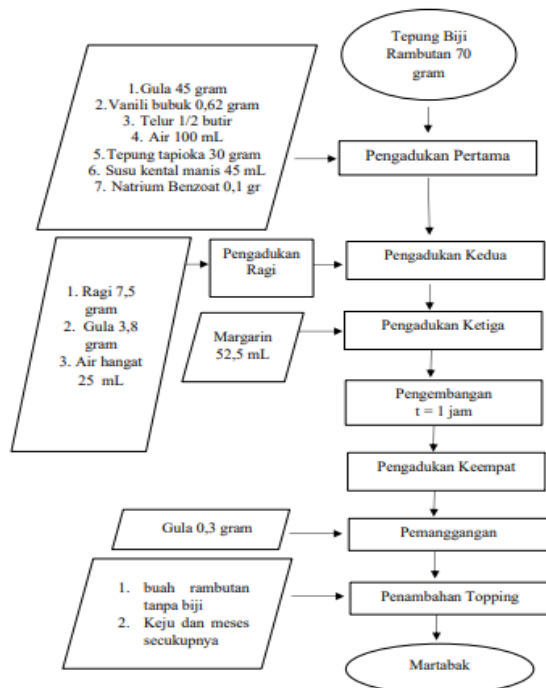 Tepung Biji
Rambutan 70
gram
1.Gula 45 gram
2.Vanili bubuk 0,62 gram
3. Telur 1/2 butir
4. Air 100 mL
5.Tepung tapioka 30 gram
6. Susu kental manis 45 mL
7. Natrium Benzoat 0,1 gr
Pengadukan Pertama
1. Ragi 7,5
gram
2. Gula 3,8
gram
3. Air hangat
25 mL
Pengadukan
Ragi
Pengadukan Kedua
Margarin
52,5 mL
Pengadukan Ketiga
Pengembangan
t = 1 jam
Pengadukan Keempat
Gula 0,3 gram
Pemanggangan
1. buah rambutan
tanpa biji
2. Keju dan meses
secukupnya
Penambahan Topping
Martabak